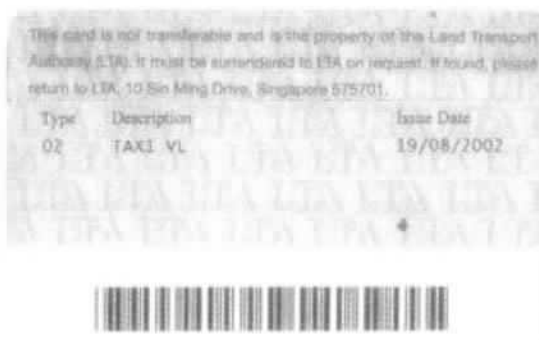 This card is not transferable and is the property of the Land Transport
Authority (LTA). It must be surrendered to LTA on request. If found, please
return to LTA, 10 Sin Ming Drive, Singapore 575701.
Type Description Issue Date
02 TAXI VL 19/08/2002